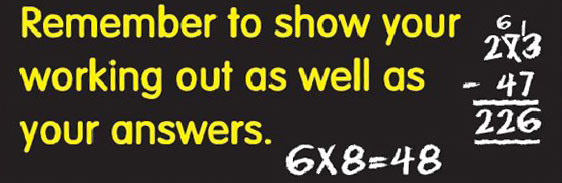 Remember to show your
working out as well as
your answers.
6 1
273
- 47
226
6X8=48